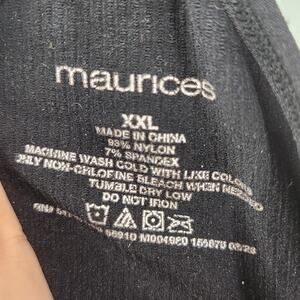 maurices
XXL
MADE IN CHINA
93% NYLON
7% SPANDEX
MACHINE WASH COLD WITH LIKE COLORS
ONLY NON-CHLORINE BLEACH WHEN NEEDED
TUMBLE DRY LOW
DO NOT IRON